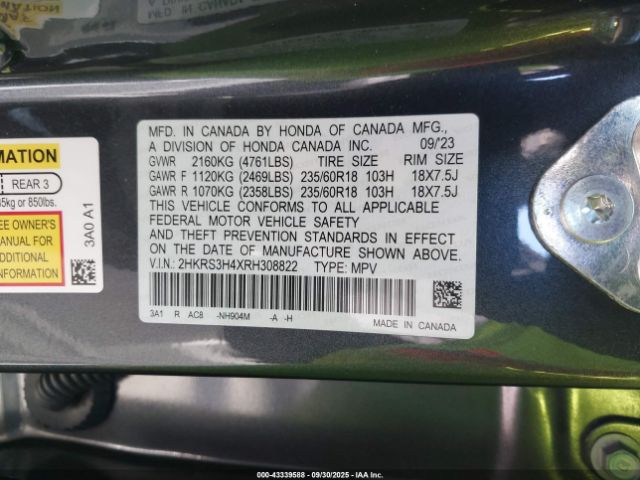 MFD. IN CANADA BY HONDA OF CANADA MFG.,
A DIVISION OF HONDA CANADA INC. 09/'23
GVWR 2160KG (4761LBS) TIRE SIZE RIM SIZE
GAWR F 1120KG (2469LBS) 235/60R18 103H 18X7.5J
GAWR R 1070KG (2358LBS) 235/60R18 103H 18X7.5J
THIS VEHICLE CONFORMS TO ALL APPLICABLE
FEDERAL MOTOR VEHICLE SAFETY
AND THEFT PREVENTION STANDARDS IN EFFECT
ON THE DATE OF MANUFACTURE SHOWN ABOVE.
V.I.N.: 2HKRS3H4XRH308822 TYPE: MPV
3A1 R AC8 -NH904M -A -H
MADE IN CANADA
MATION
REAR 3
5kg or 850lbs.
EE OWNER'S
ANUAL FOR
ADDITIONAL
FORMATION
3A0 A1
000-43339588 - 09/30/2025 - IAA, Inc.